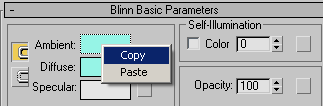 - Blinn Basic Parameters
Self-Illumination
Ambient:
Copy
Color 0
Diffuse:
Paste
Specular:
Opacity: 100